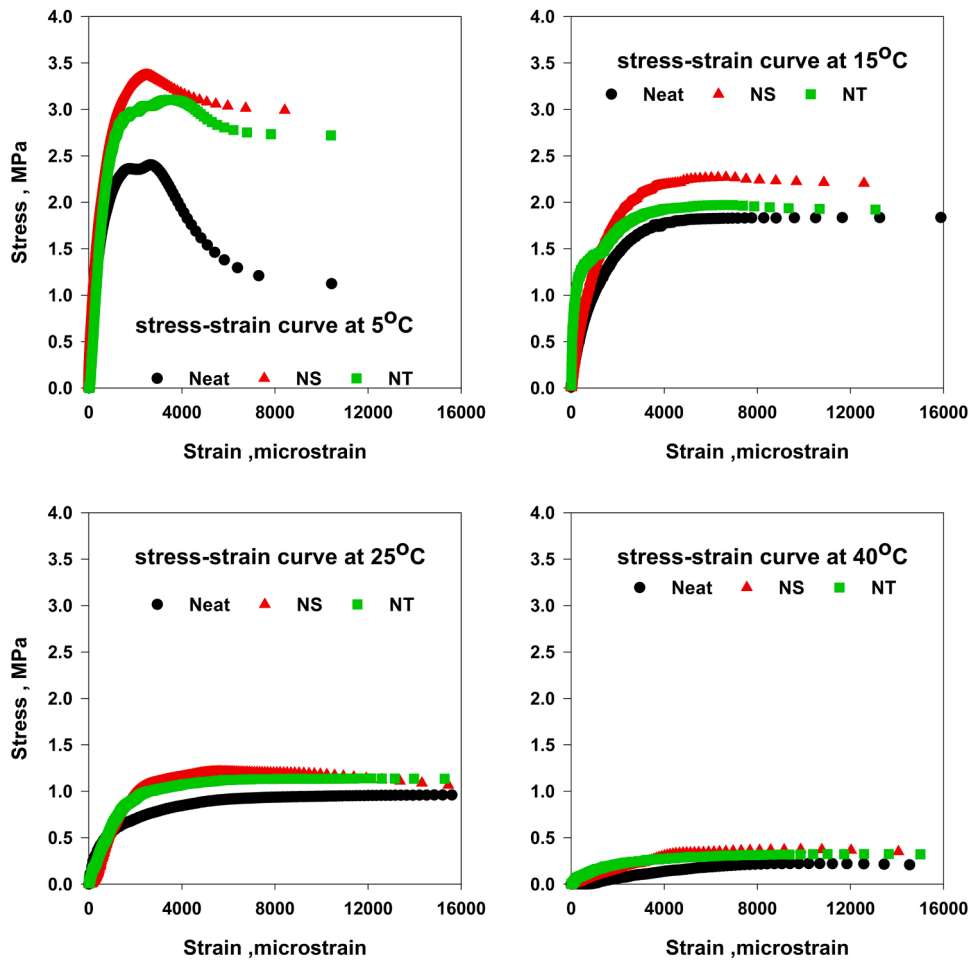 4.0
3.5
3.0
2.5
2.0
1.5
1.0
0.5
0.0
Stress , MPa
stress-strain curve at 5⁰C
Neat NS NT
0 4000 8000 12000 16000
Strain ,microstrain
4.0
3.5
3.0
2.5
2.0
1.5
1.0
0.5
0.0
stress-strain curve at 15⁰C
Neat NS NT
0 4000 8000 12000 16000
Strain ,microstrain
4.0
3.5
3.0
2.5
2.0
1.5
1.0
0.5
0.0
Stress , MPa
stress-strain curve at 25⁰C
Neat NS NT
0 4000 8000 12000 16000
Strain ,microstrain
4.0
3.5
3.0
2.5
2.0
1.5
1.0
0.5
0.0
stress-strain curve at 40⁰C
Neat NS NT
0 4000 8000 12000 16000
Strain ,microstrain